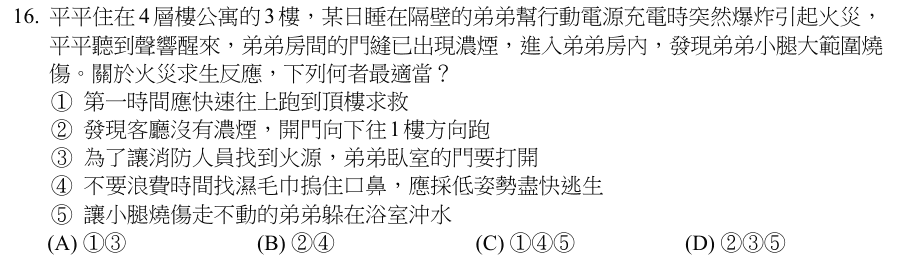 16. 平平住在4層樓公寓的3樓，某日睡在隔壁的弟弟幫行動電源充電時突然爆炸引起火災，
平平聽到聲響醒來，弟弟房間的門縫已出現濃煙，進入弟弟房內，發現弟弟小腿大範圍燒
傷。關於火災求生反應，下列何者最適當？
① 第一時間應快速往上跑到頂樓求救
② 發現客廳沒有濃煙，開門向下往1樓方向跑
③ 為了讓消防人員找到火源，弟弟臥室的門要打開
④ 不要浪費時間找濕毛巾摀住口鼻，應採低姿勢盡快逃生
⑤ 讓小腿燒傷走不動的弟弟躲在浴室沖水
(A) ①③ (B) ②④ (C) ①④⑤ (D) ②③⑤